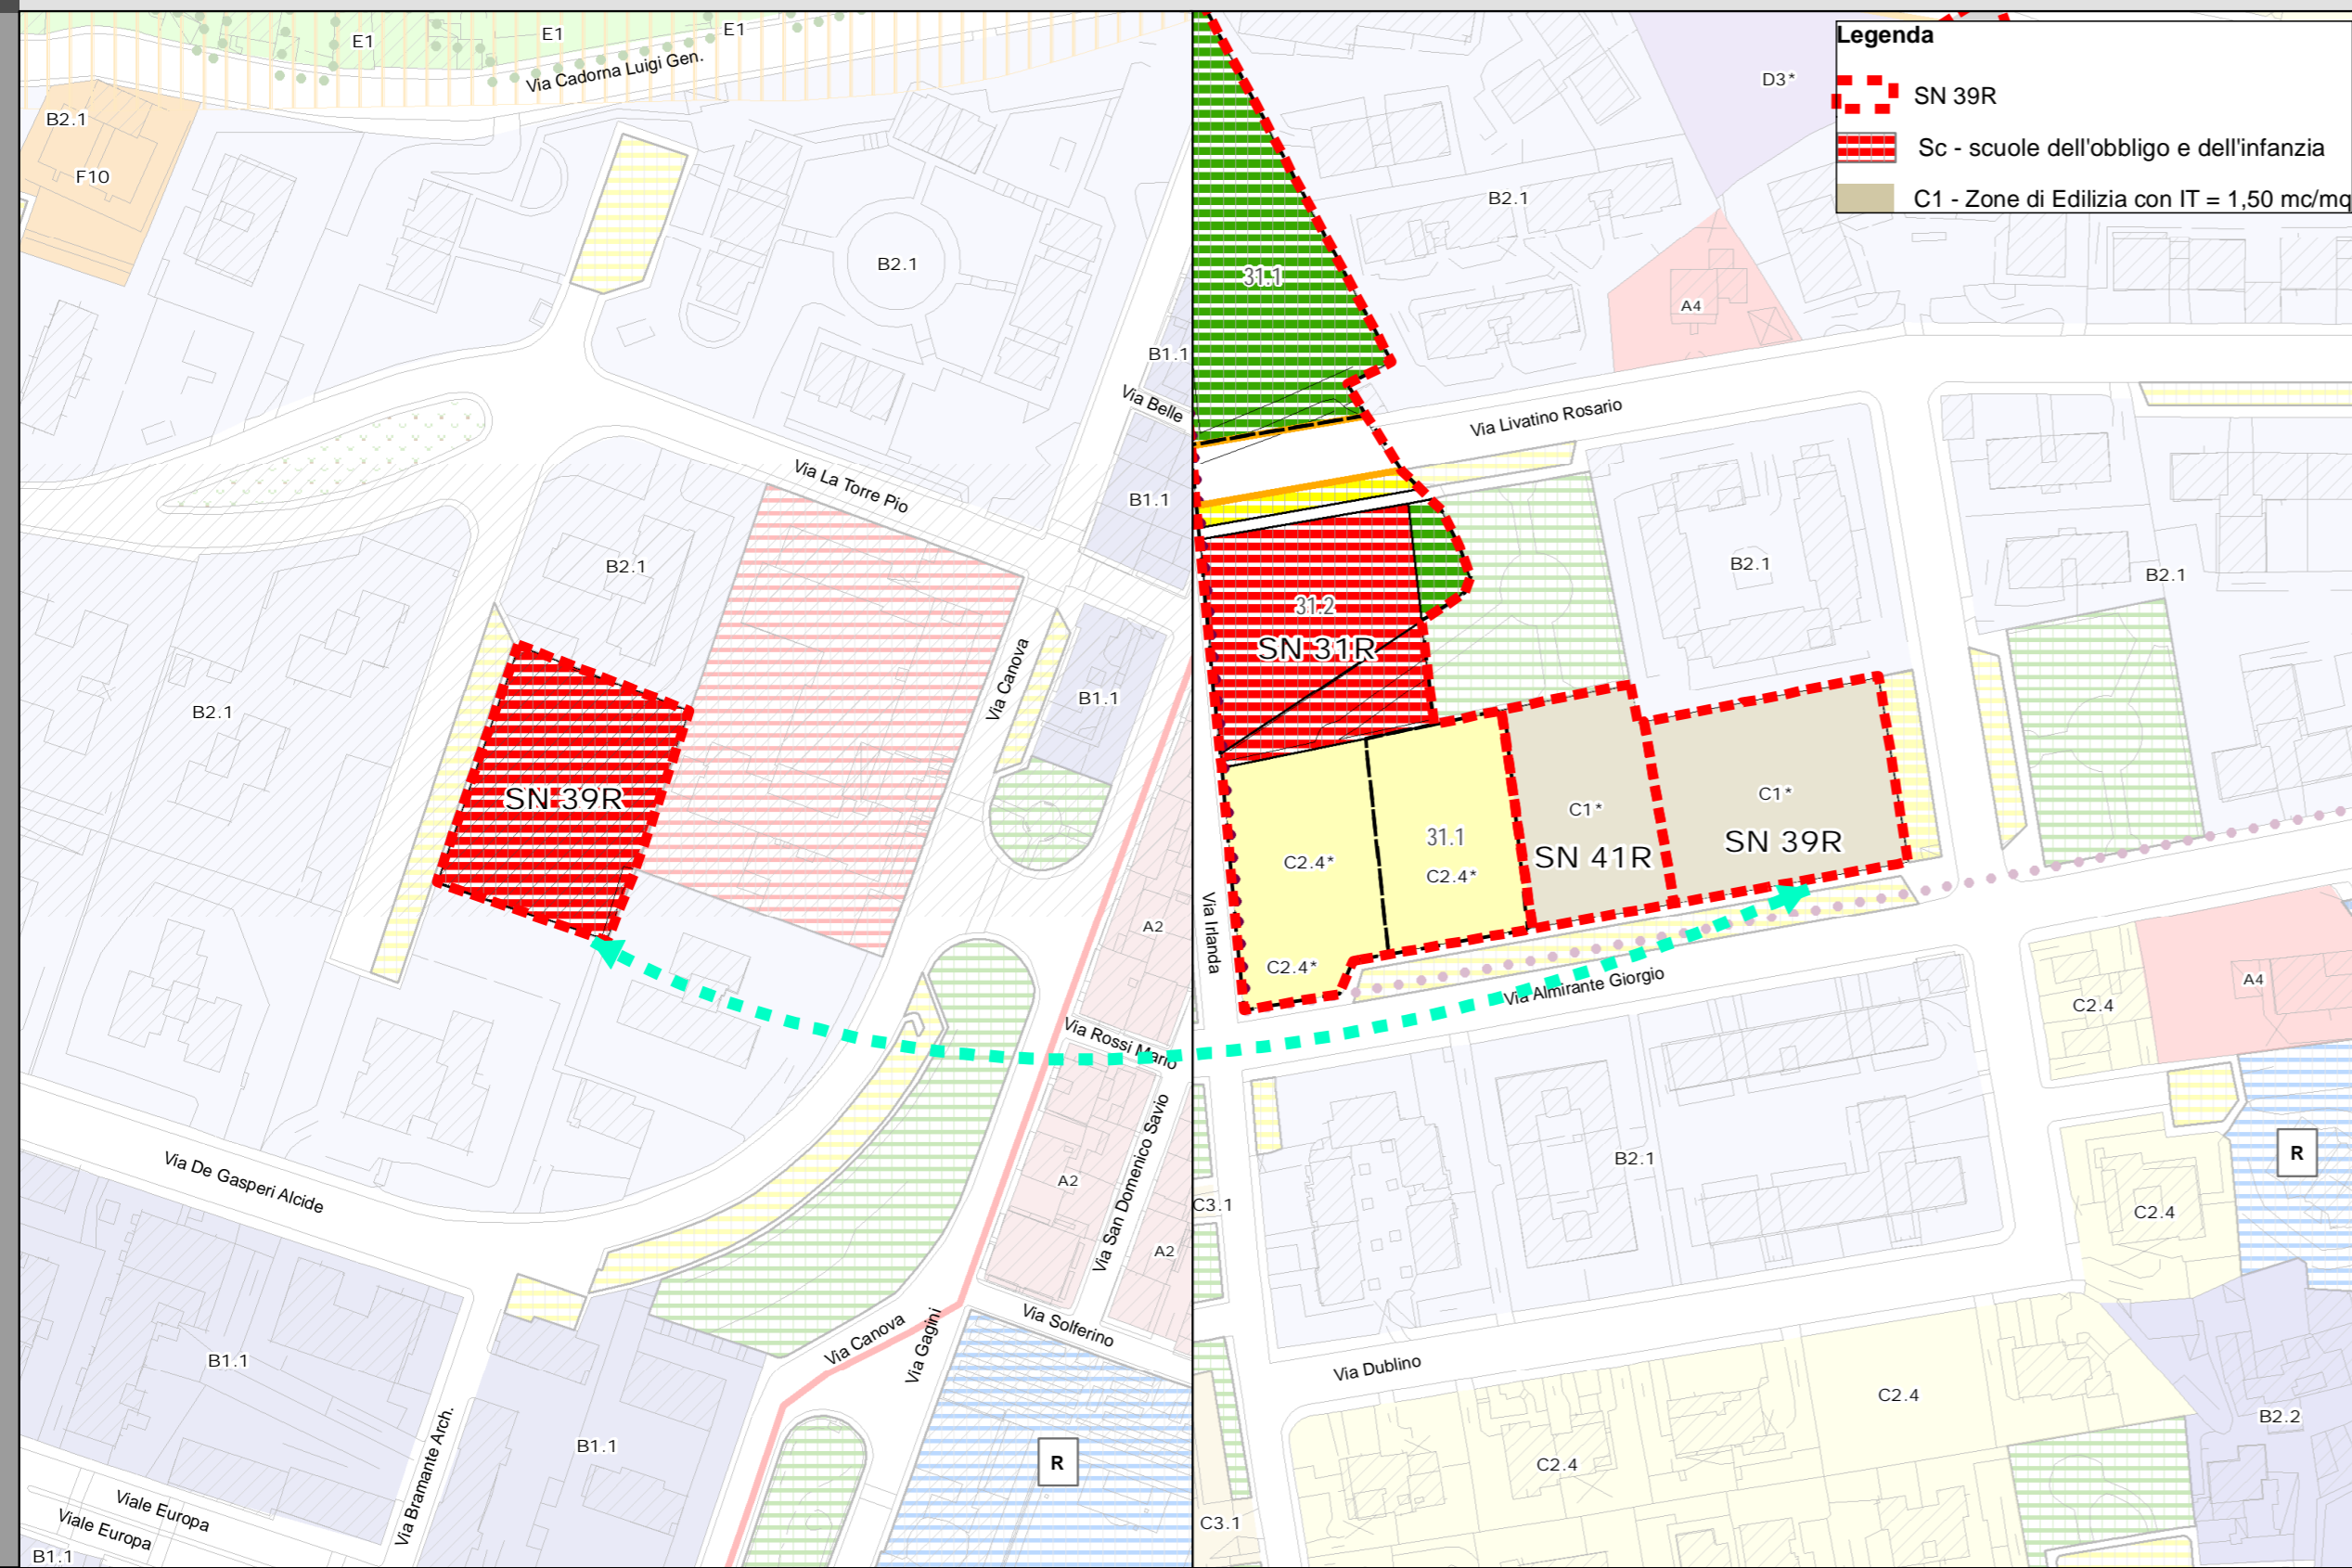 E1
E1
E1
Via Cadorna Luigi Gen.
B2.1
F10
B2.1
B1.1
Via Belle
Via La Torre Pio
B1.1
B2.1
B2.1
Via Canova
B1.1
SN 39R
A2
Via Rossi Mario
Via San Domenico Savio
A2
A2
Via De Gasperi Alcide
B1.1
Via Canova
Via Gagini
Via Solferino
Via Bramante Arch.
B1.1
R
Viale Europa
Viale Europa
B1.1
Legenda
SN 39R
Sc - scuole dell'obbligo e dell'infanzia
C1 - Zone di Edilizia con IT = 1,50 mc/mq
D3*
B2.1
31.1
A4
Via Livatino Rosario
B2.1
B2.1
31.2
SN 31R
C1*
C1*
31.1
SN 39R
SN 41R
C2.4*
C2.4*
C2.4*
Via Irlanda
Via Almirante Giorgio
A4
C2.4
B2.1
R
C3.1
C2.4
Via Dublino
C2.4
B2.2
C2.4
C3.1